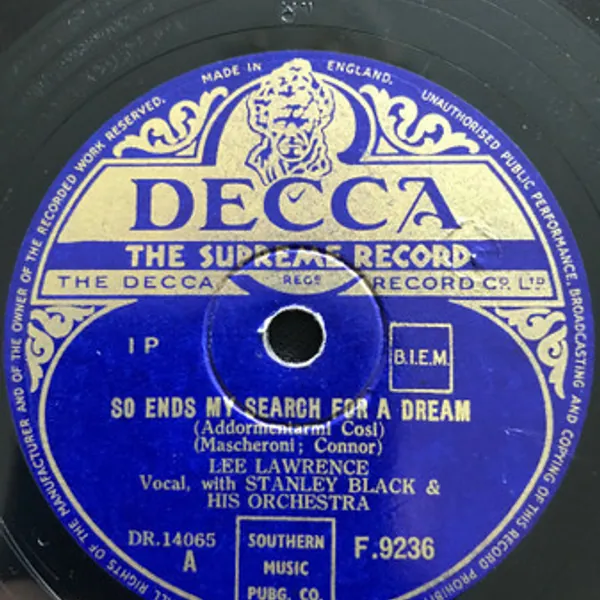 ALL RIGHTS OF THE MANUFACTURER AND OF THE OWNER OF THE RECORDED WORK RESERVED.
MADE IN ENGLAND.
UNAUTHORISED PUBLIC PERFORMANCE, BROADCASTING AND COPYING OF THIS RECORD
DECCA
THE SUPREME RECORD
THE DECCA REGD RECORD CO. LTD.
1 P
B.I.E.M.
SO ENDS MY SEARCH FOR A DREAM
(Addormentarmi Cosi)
(Mascheroni; Connor)
LEE LAWRENCE
Vocal, with STANLEY BLACK &
HIS ORCHESTRA
DR.14065
A
SOUTHERN
MUSIC
PUBG. CO.
F.9236